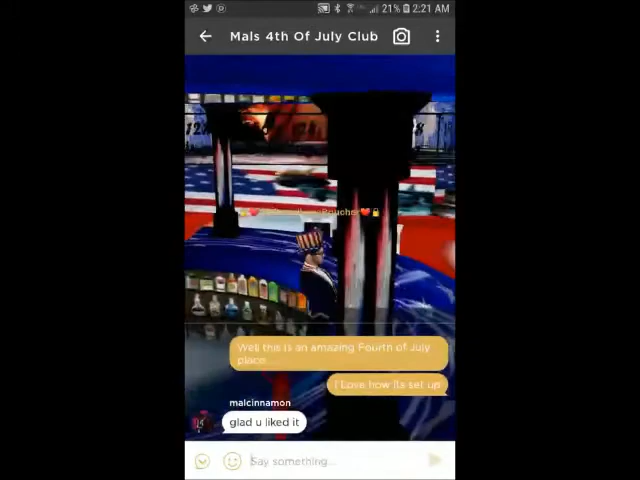 21% 2:21 AM
Mals 4th Of July Club
Well this is an amazing Fourth of July
place
I Love how its set up
malcinnamon
glad u liked it
Say something...